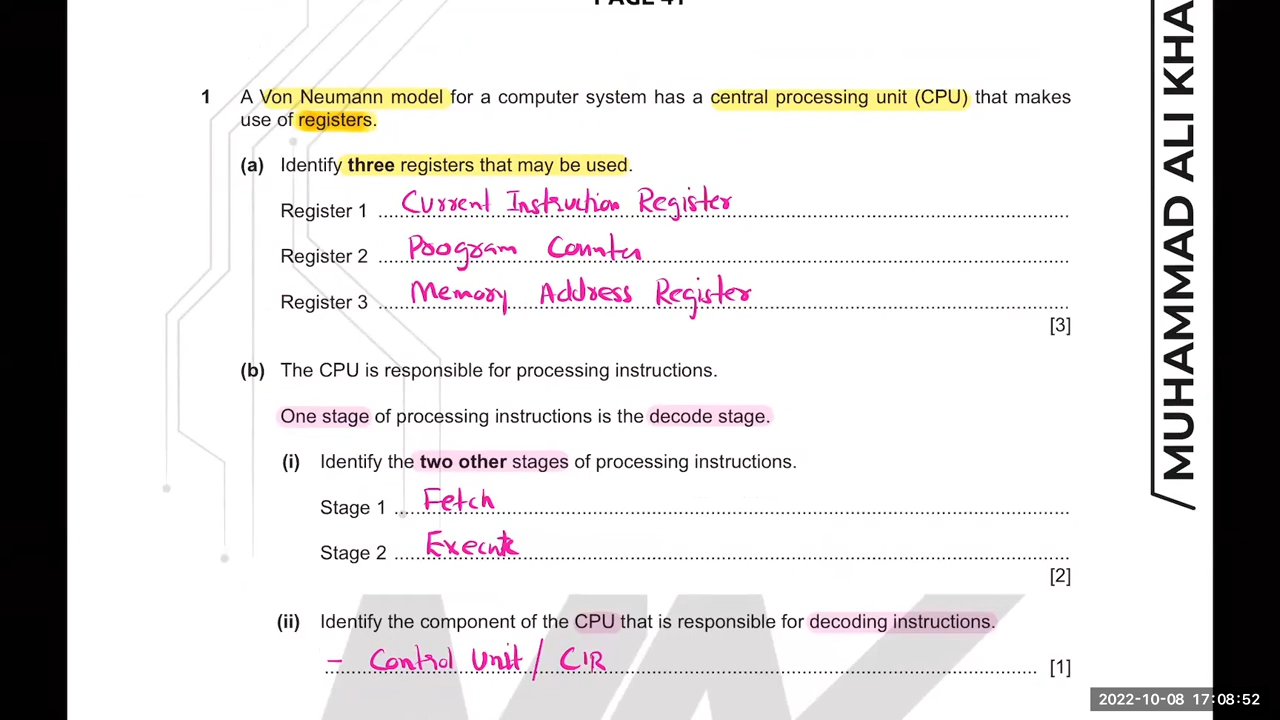 PAGE 41
1 A Von Neumann model for a computer system has a central processing unit (CPU) that makes
use of registers.
(a) Identify three registers that may be used.
Register 1 Current Instruction Register
Register 2 Program Counter
Register 3 Memory Address Register
[3]
(b) The CPU is responsible for processing instructions.
One stage of processing instructions is the decode stage.
(i) Identify the two other stages of processing instructions.
Stage 1 Fetch
Stage 2 Execute
[2]
(ii) Identify the component of the CPU that is responsible for decoding instructions.
– Control Unit / CIR [1]
MUHAMMAD ALI KHA
2022-10-08 17:08:52